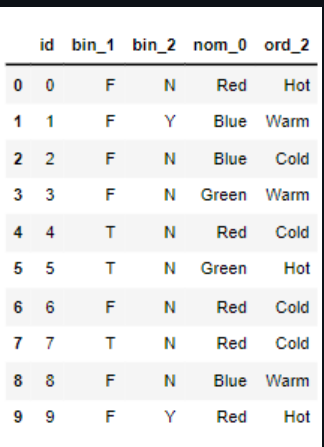 id bin_1 bin_2 nom_0 ord_2
0 0 F N Red Hot
1 1 F Y Blue Warm
2 2 F N Blue Cold
3 3 F N Green Warm
4 4 T N Red Cold
5 5 T N Green Hot
6 6 F N Red Cold
7 7 T N Red Cold
8 8 F N Blue Warm
9 9 F Y Red Hot